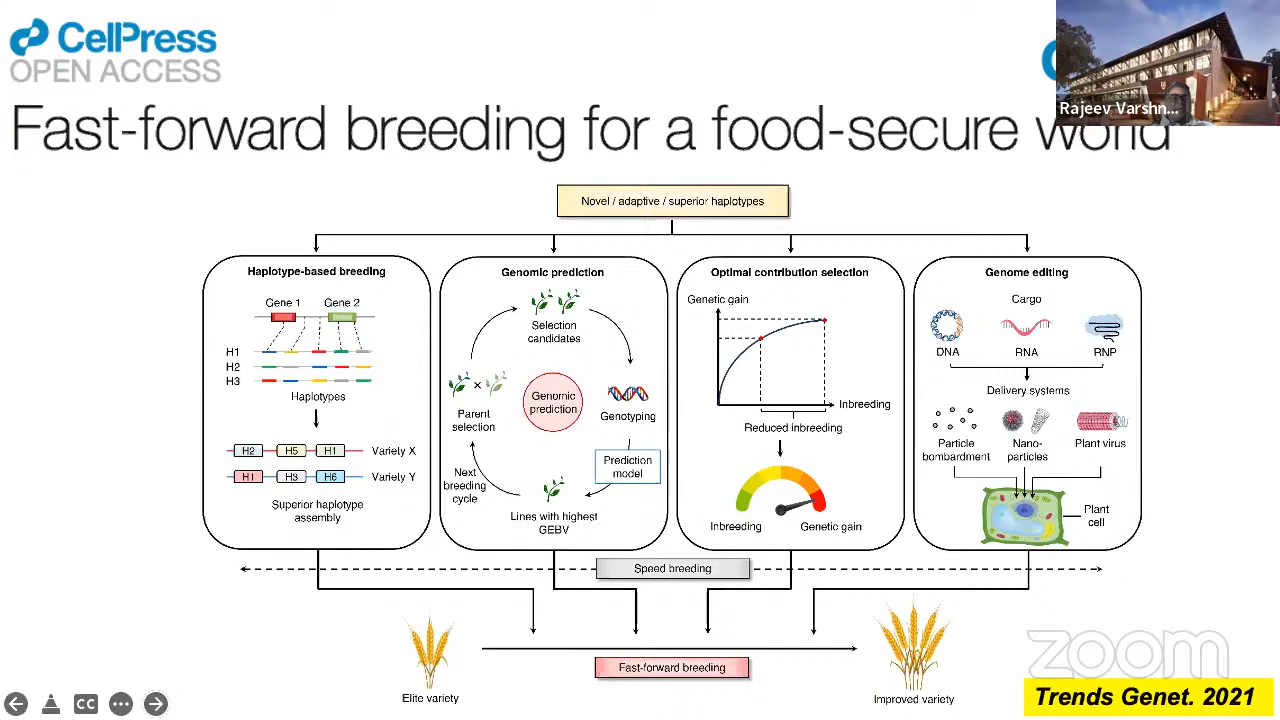 CellPress
OPEN ACCESS
Rajeev Varshn...
Fast-forward breeding for a food-secure world
Novel / adaptive / superior haplotypes
Haplotype-based breeding
Gene 1
Gene 2
H1
H2
H3
Haplotypes
H2 H5 H1 Variety X
H1 H3 H6 Variety Y
Superior haplotype
assembly
Genomic prediction
Selection
candidates
Genomic
prediction
Parent
selection
×
Genotyping
Prediction
model
Next
breeding
cycle
Lines with highest
GEBV
Optimal contribution selection
Genetic gain
Inbreeding
Reduced inbreeding
Inbreeding
Genetic gain
Genome editing
Cargo
DNA
RNA
RNP
Delivery systems
Particle
bombardment
Nano-
particles
Plant virus
Plant
cell
Speed breeding
Fast-forward breeding
Elite variety
Improved variety
zoom
Trends Genet. 2021
CC